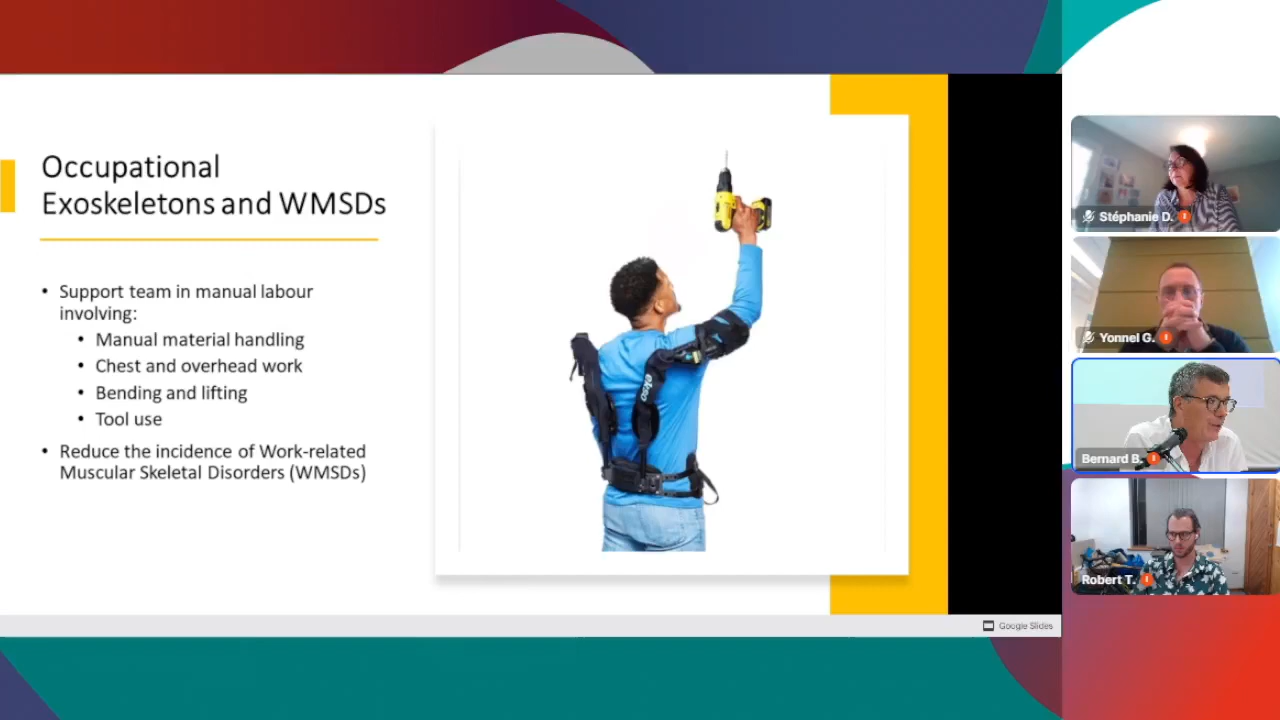 Occupational
Exoskeletons and WMSDs
• Support team in manual labour
involving:
• Manual material handling
• Chest and overhead work
• Bending and lifting
• Tool use
• Reduce the incidence of Work-related
Muscular Skeletal Disorders (WMSDs)
ekso
Google Slides
Stéphanie D.
Yonnel G.
Bernard B.
Robert T.